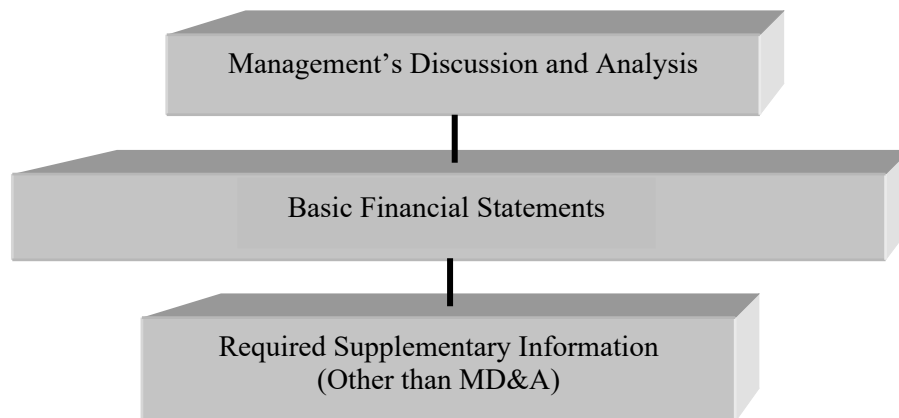 Management’s Discussion and Analysis
Basic Financial Statements
Required Supplementary Information
(Other than MD&A)